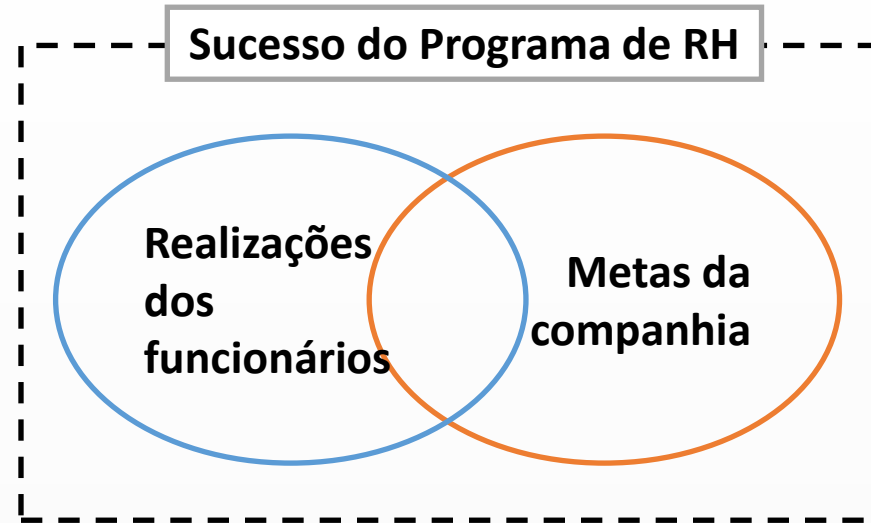 Sucesso do Programa de RH
Realizações
dos
funcionários
Metas da
companhia